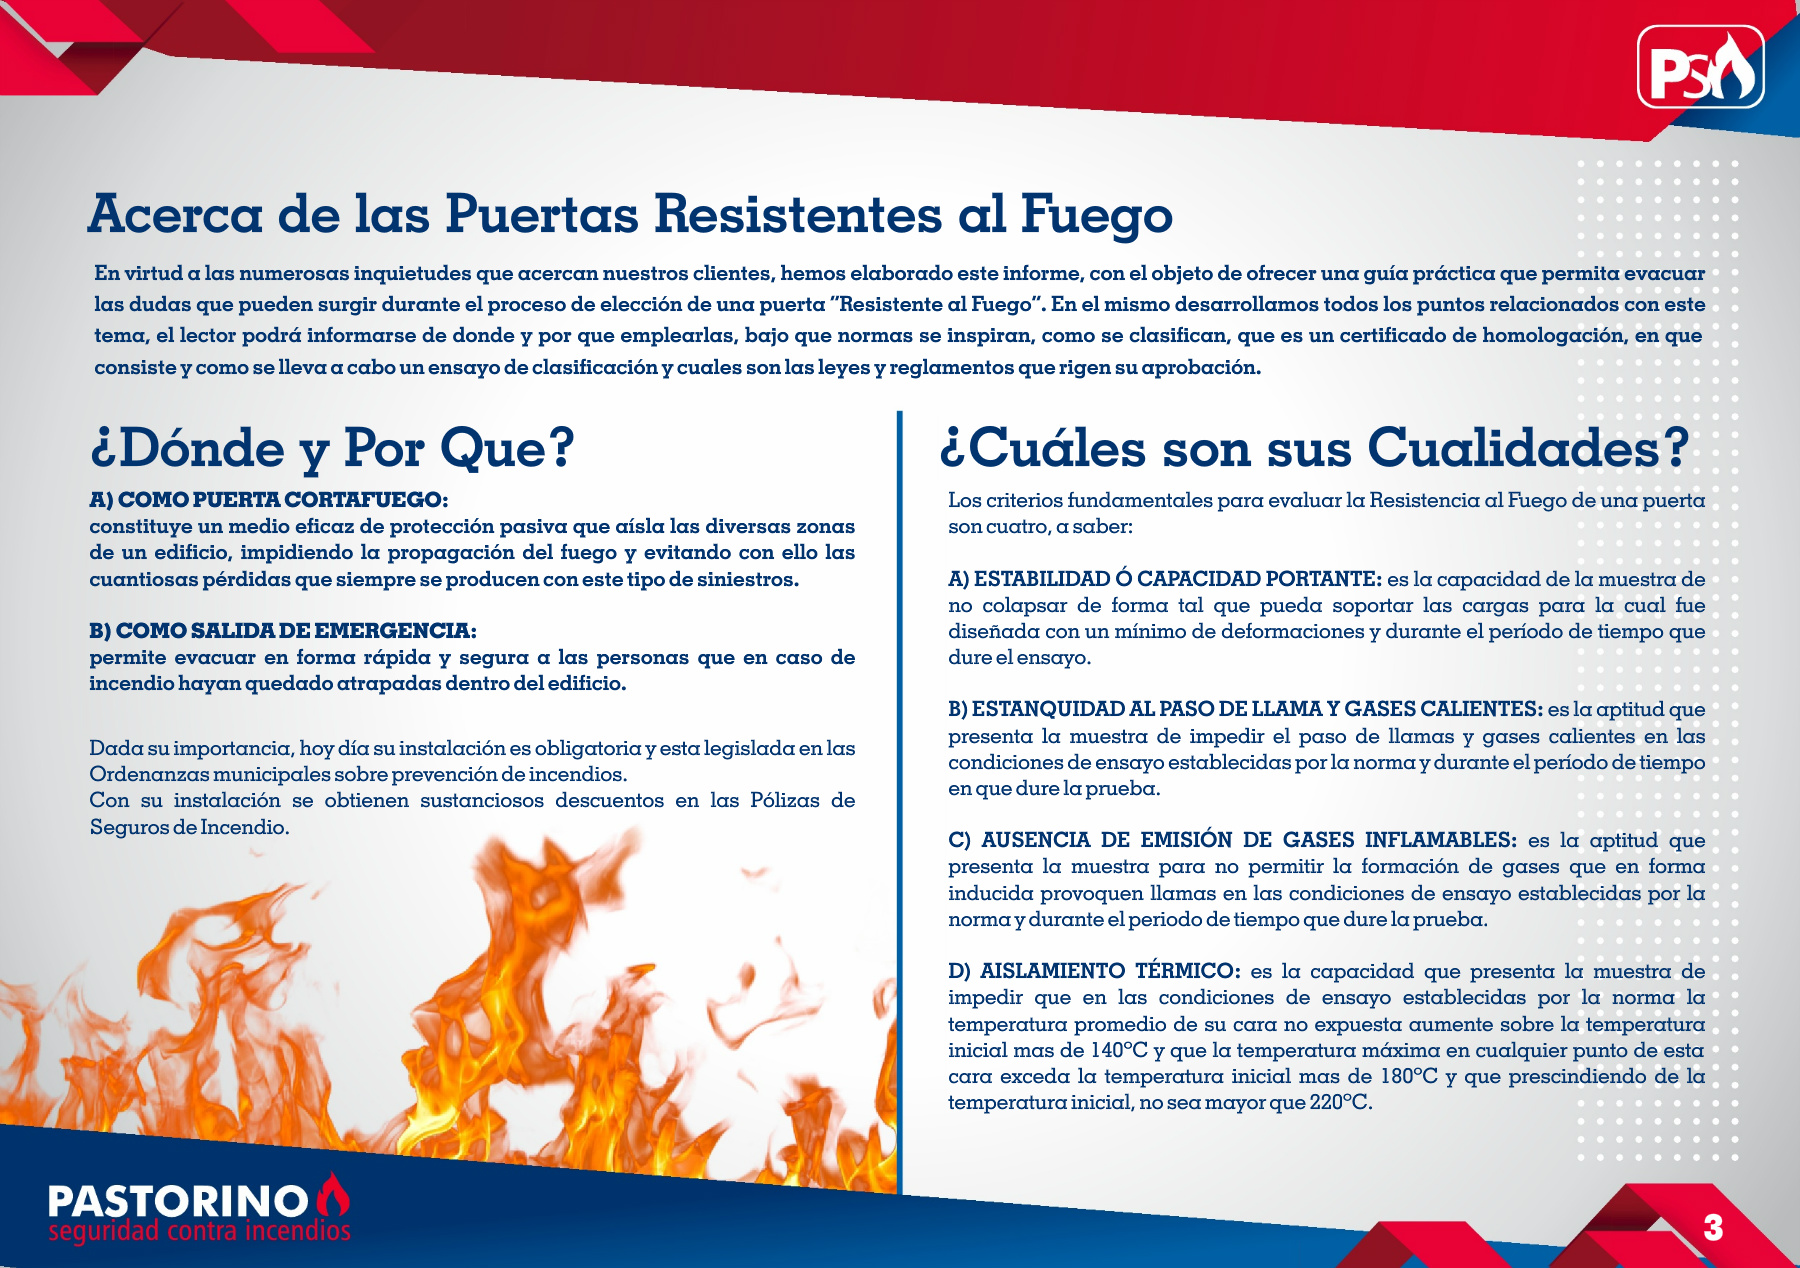 PS
Acerca de las Puertas Resistentes al Fuego
En virtud a las numerosas inquietudes que acercan nuestros clientes, hemos elaborado este informe, con el objeto de ofrecer una guía práctica que permita evacuar
las dudas que pueden surgir durante el proceso de elección de una puerta “Resistente al Fuego”. En el mismo desarrollamos todos los puntos relacionados con este
tema, el lector podrá informarse de donde y por que emplearlas, bajo que normas se inspiran, como se clasifican, que es un certificado de homologación, en que
consiste y como se lleva a cabo un ensayo de clasificación y cuales son las leyes y reglamentos que rigen su aprobación.
¿Dónde y Por Que?
A) COMO PUERTA CORTAFUEGO:
constituye un medio eficaz de protección pasiva que aísla las diversas zonas
de un edificio, impidiendo la propagación del fuego y evitando con ello las
cuantiosas pérdidas que siempre se producen con este tipo de siniestros.
B) COMO SALIDA DE EMERGENCIA:
permite evacuar en forma rápida y segura a las personas que en caso de
incendio hayan quedado atrapadas dentro del edificio.
Dada su importancia, hoy día su instalación es obligatoria y esta legislada en las
Ordenanzas municipales sobre prevención de incendios.
Con su instalación se obtienen sustanciosos descuentos en las Pólizas de
Seguros de Incendio.
¿Cuáles son sus Cualidades?
Los criterios fundamentales para evaluar la Resistencia al Fuego de una puerta
son cuatro, a saber:
A) ESTABILIDAD Ó CAPACIDAD PORTANTE: es la capacidad de la muestra de
no colapsar de forma tal que pueda soportar las cargas para la cual fue
diseñada con un mínimo de deformaciones y durante el período de tiempo que
dure el ensayo.
B) ESTANQUIDAD AL PASO DE LLAMA Y GASES CALIENTES: es la aptitud que
presenta la muestra de impedir el paso de llamas y gases calientes en las
condiciones de ensayo establecidas por la norma y durante el período de tiempo
en que dure la prueba.
C) AUSENCIA DE EMISIÓN DE GASES INFLAMABLES: es la aptitud que
presenta la muestra para no permitir la formación de gases que en forma
inducida provoquen llamas en las condiciones de ensayo establecidas por la
norma y durante el periodo de tiempo que dure la prueba.
D) AISLAMIENTO TÉRMICO: es la capacidad que presenta la muestra de
impedir que en las condiciones de ensayo establecidas por la norma la
temperatura promedio de su cara no expuesta aumente sobre la temperatura
inicial mas de 140ºC y que la temperatura máxima en cualquier punto de esta
cara exceda la temperatura inicial mas de 180ºC y que prescindiendo de la
temperatura inicial, no sea mayor que 220ºC.
PASTORINO
seguridad contra incendios
3